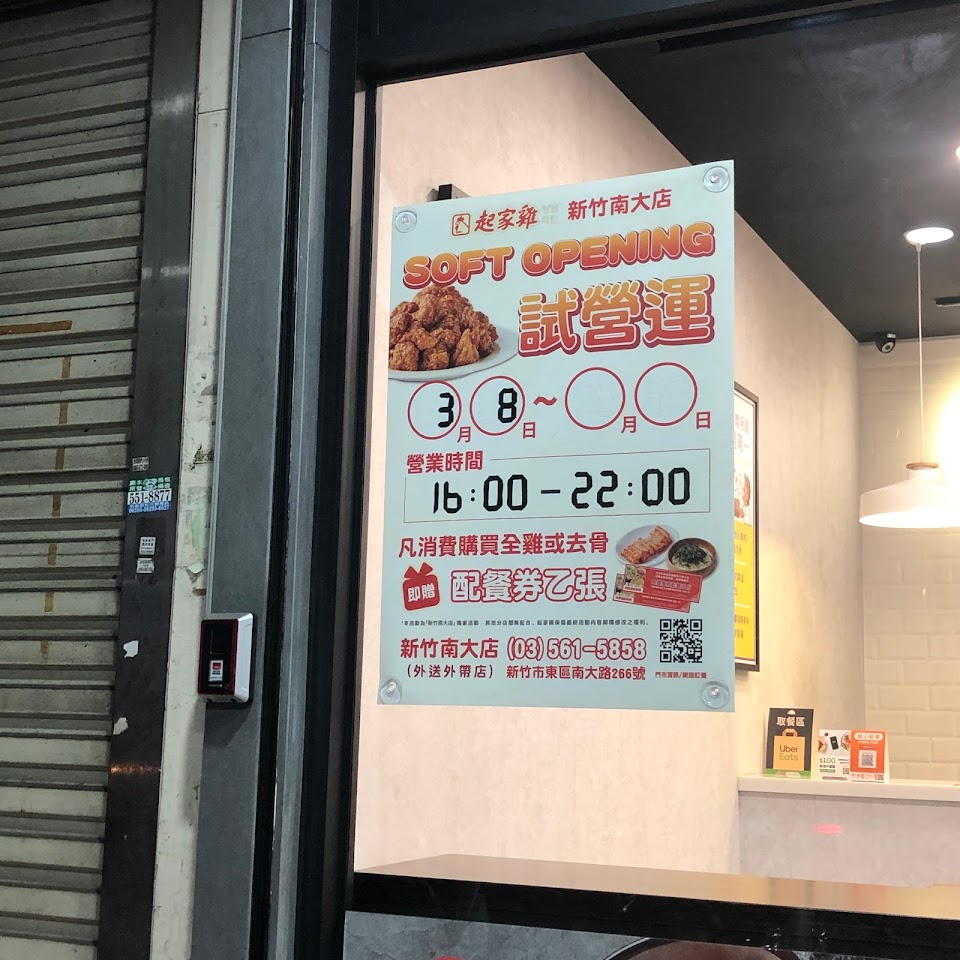 起家雞 新竹南大店
SOFT OPENING
試營運
3月8日～月日
營業時間
16:00－22:00
凡消費購買全雞或去骨
即贈 配餐券乙張
新竹南大店 (03)561-5858
(外送外帶店) 新竹市東區南大路266號
551-8877
取餐區
Uber
Eats
$100